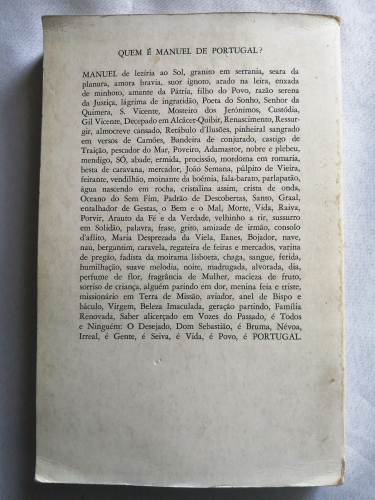 QUEM É MANUEL DE PORTUGAL?
MANUEL de lezíria ao Sol, granito em serrania, seara da
planura, amora bravia, suor ignoto, arado na leira, enxada
de minhoto, amante da Pátria, filho do Povo, razão serena
da Justiça, lágrima de ingratidão, Poeta do Sonho, Senhor da
Quimera, S. Vicente, Mosteiro dos Jerónimos, Custódia,
Gil Vicente, Decepado em Alcácer-Quibir, Renascimento, Ressur-
gir, almocreve cansado, Retábulo d'Ilusões, pinheiral sangrado
em versos de Camões, Bandeira de conjurado, castigo de
Traição, pescador do Mar, Poveiro, Adamastor, nobre e plebeu,
mendigo, SÓ, abade, ermida, procissão, mordoma em romaria,
besta de caravana, mercador, João Semana, púlpito de Vieira,
feirante, vendilhão, moinante da boémia, fala-barato, parlapatão,
água nascendo em rocha, cristalina assim, crista de onda,
Oceano do Sem Fim, Padrão de Descobertas, Santo, Graal,
entalhador de Gestas, o Bem e o Mal, Morte, Vida, Raiva,
Porvir, Arauto da Fé e da Verdade, velhinho a rir, sussurro
em Solidão, palavra, frase, grito, amizade de irmão, consolo
d'aflito, Maria Desprezada da Viela, Eanes, Bojador, nave,
nau, bergantim, caravela, regateira de feiras e mercados, varina
de pregão, fadista da moirama lisboeta, chaga, sangue, ferida,
humilhação, suave melodia, noite, madrugada, alvorada, dia,
perfume de flor, fragrância de Mulher, macieza de fruto,
sorriso de criança, alguém parindo em dor, menina feia e triste,
missionário em Terra de Missão, aviador, anel de Bispo e
báculo, Virgem, Beleza Imaculada, geração partindo, Família
Renovada, Saber alicerçado em Vozes do Passado, é Todos
e Ninguém: O Desejado, Dom Sebastião, é Bruma, Névoa,
Irreal, é Gente, é Seiva, é Vida, é Povo, é PORTUGAL.